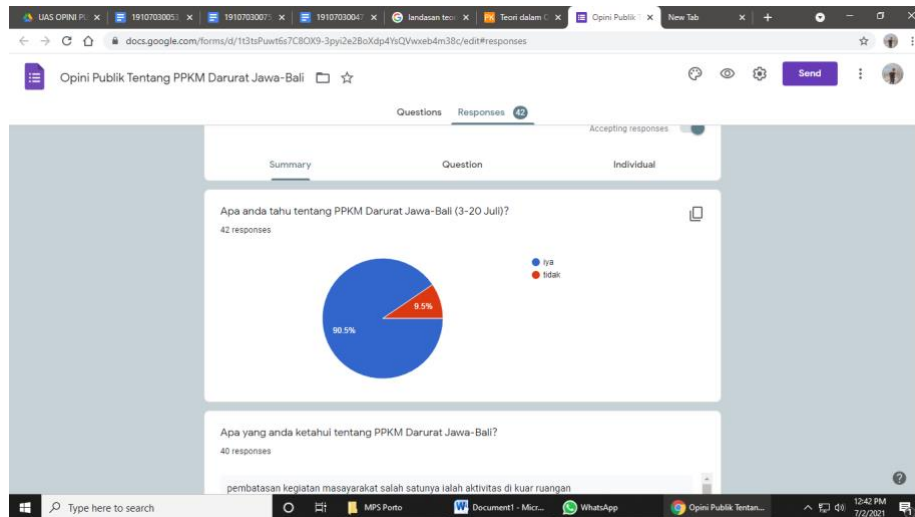 UAS OPINI PU
1910703005
1910703007
1910703004
landasan teor
Teori dalam
Opini Publik
New Tab
docs.google.com/forms/d/1t3tsPuwt6s7C8OX9-3pyi2e2BoXdp4YsQVwxeb4m38c/edit#responses
Opini Publik Tentang PPKM Darurat Jawa-Bali
Send
Questions
Responses 42
Accepting responses
Summary
Question
Individual
Apa anda tahu tentang PPKM Darurat Jawa-Bali (3-20 Juli)?
42 responses
iya
tidak
9.5%
90.5%
Apa yang anda ketahui tentang PPKM Darurat Jawa-Bali?
40 responses
pembatasan kegiatan masayarakat salah satunya ialah aktivitas di kuar ruangan
Type here to search
MPS Porto
Document1 - Micr...
WhatsApp
Opini Publik Tentan...
12:42 PM
7/2/2021